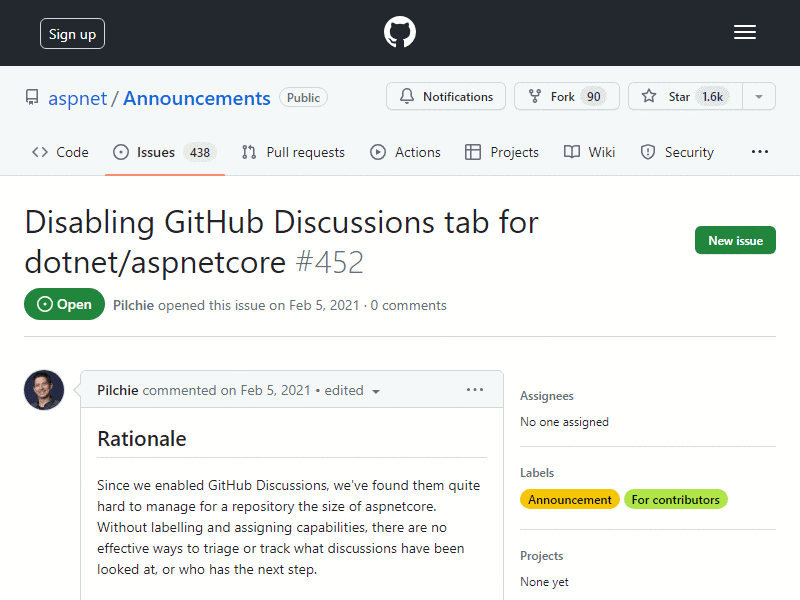 Sign up
aspnet / Announcements Public
Notifications Fork 90 Star 1.6k
Code Issues 438 Pull requests Actions Projects Wiki Security ...
Disabling GitHub Discussions tab for
dotnet/aspnetcore #452
New issue
Open Pilchie opened this issue on Feb 5, 2021 · 0 comments
Pilchie commented on Feb 5, 2021 • edited ...
Rationale
Since we enabled GitHub Discussions, we've found them quite
hard to manage for a repository the size of aspnetcore.
Without labelling and assigning capabilities, there are no
effective ways to triage or track what discussions have been
looked at, or who has the next step.
Assignees
No one assigned
Labels
Announcement For contributors
Projects
None yet